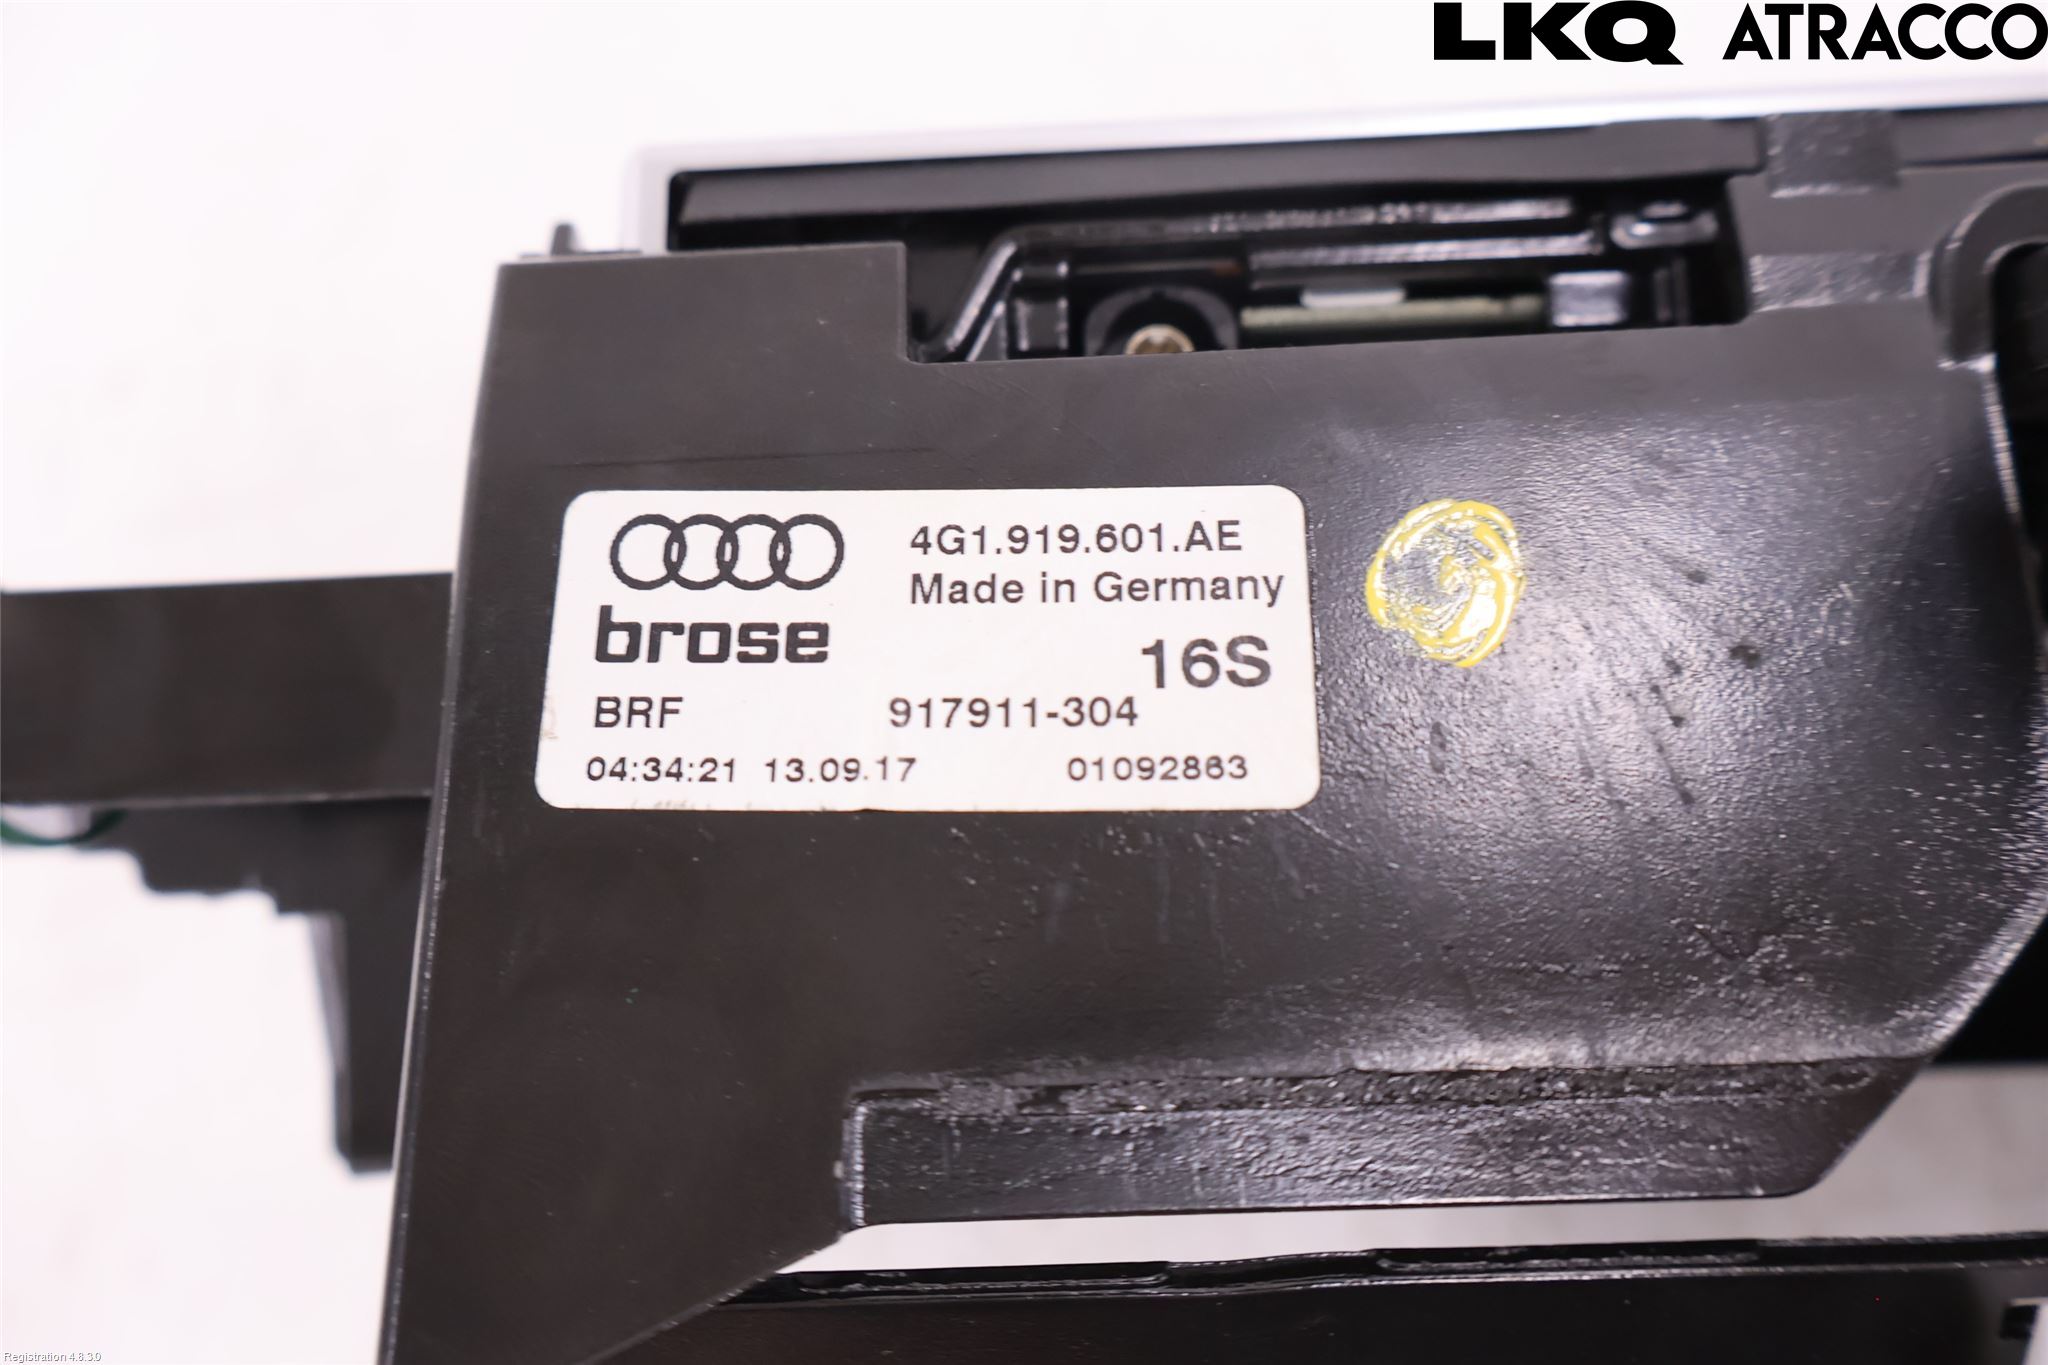 LKQ ATRACCO
4G1.919.601.AE
Made in Germany
brose
16S
BRF 917911-304
04:34:21 13.09.17 01092863
Registration 4.8.3.0